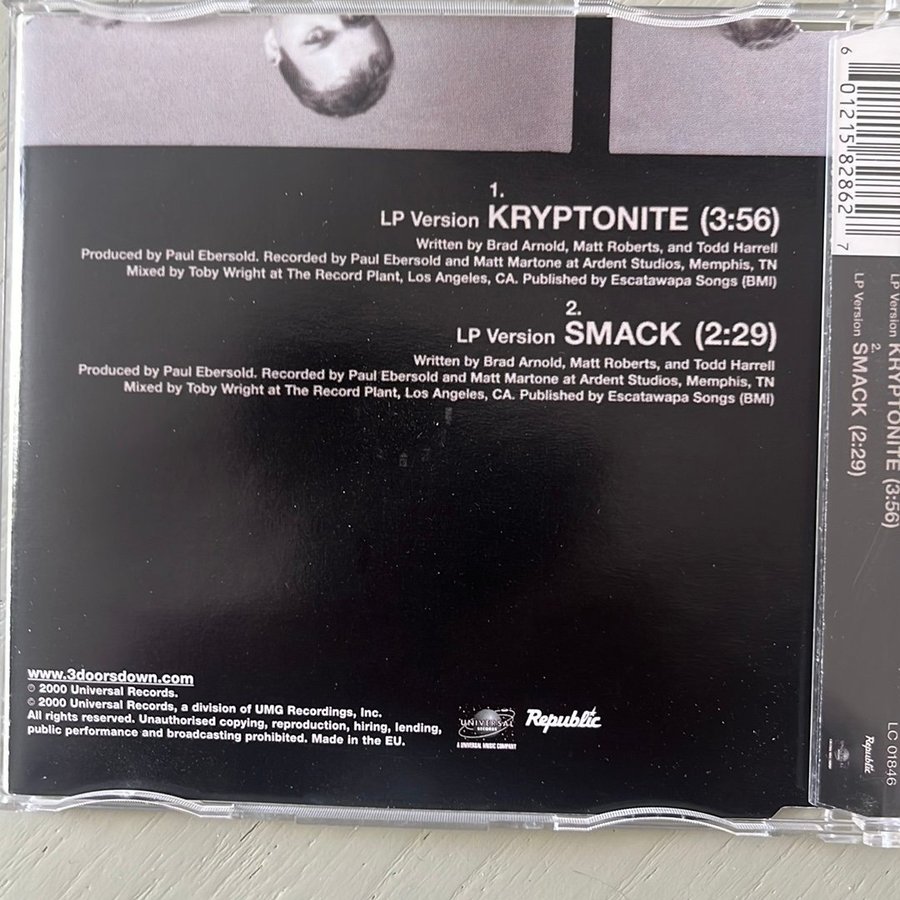 1.
LP Version KRYPTONITE (3:56)
Written by Brad Arnold, Matt Roberts, and Todd Harrell
Produced by Paul Ebersold. Recorded by Paul Ebersold and Matt Martone at Ardent Studios, Memphis, TN
Mixed by Toby Wright at The Record Plant, Los Angeles, CA. Published by Escatawapa Songs (BMI)
2.
LP Version SMACK (2:29)
Written by Brad Arnold, Matt Roberts, and Todd Harrell
Produced by Paul Ebersold. Recorded by Paul Ebersold and Matt Martone at Ardent Studios, Memphis, TN
Mixed by Toby Wright at The Record Plant, Los Angeles, CA. Published by Escatawapa Songs (BMI)
www.3doorsdown.com
℗ 2000 Universal Records.
© 2000 Universal Records, a division of UMG Recordings, Inc.
All rights reserved. Unauthorised copying, reproduction, hiring, lending,
public performance and broadcasting prohibited. Made in the EU.
UNIVERSAL
RECORDS
A UNIVERSAL MUSIC COMPANY
Republic
6 01215 82862 7
LP Version KRYPTONITE (3:56)
2.
LP Version SMACK (2:29)
Republic
LC 01846